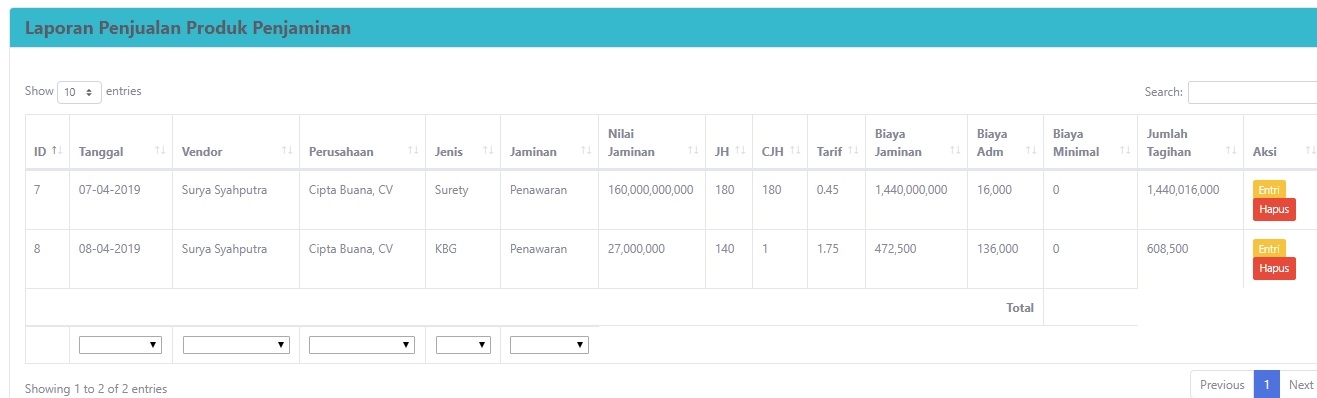 Laporan Penjualan Produk Penjaminan
Show 10 entries
Search:
ID Tanggal Vendor Perusahaan Jenis Jaminan Nilai Jaminan JH CJH Tarif Biaya Jaminan Biaya Adm Biaya Minimal Jumlah Tagihan Aksi
7 07-04-2019 Surya Syahputra Cipta Buana, CV Surety Penawaran 160,000,000,000 180 180 0.45 1,440,000,000 16,000 0 1,440,016,000 Entri
Hapus
8 08-04-2019 Surya Syahputra Cipta Buana, CV KBG Penawaran 27,000,000 140 1 1.75 472,500 136,000 0 608,500 Entri
Hapus
Total
Showing 1 to 2 of 2 entries
Previous 1 Next